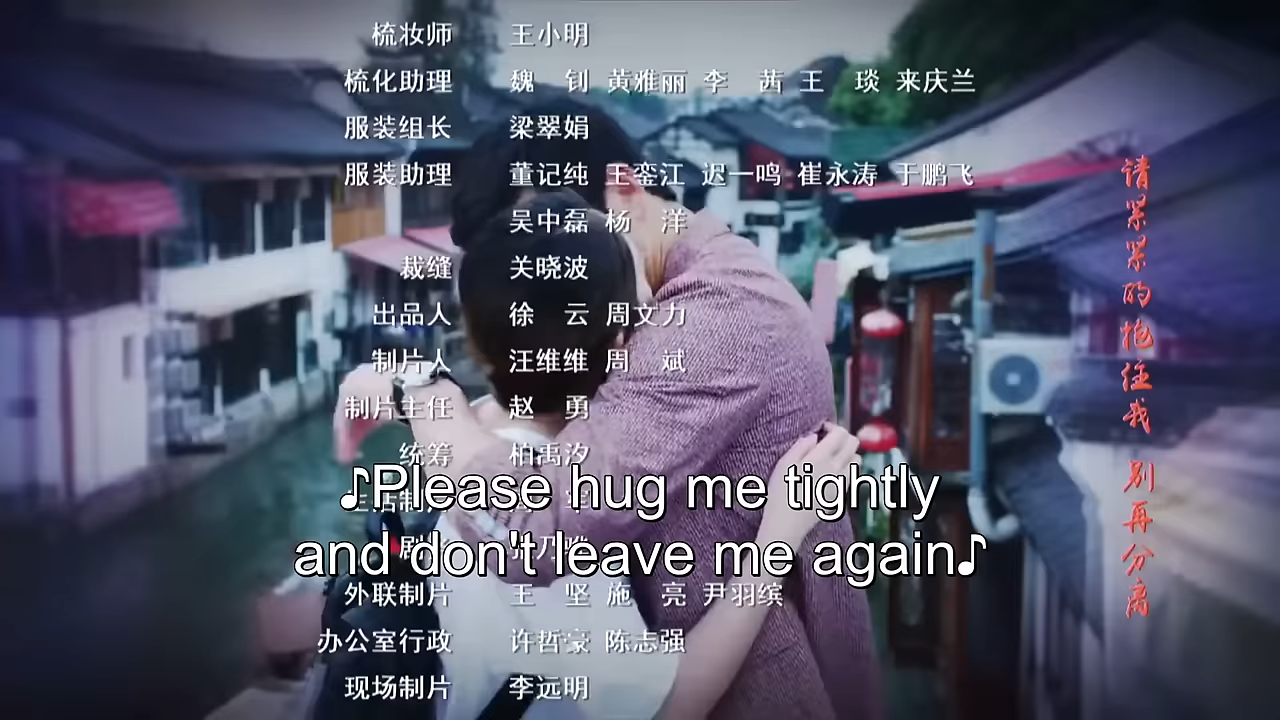 梳妆师 王小明
梳化助理 魏 钊 黄雅丽 李 茜 王 琰 来庆兰
服装组长 梁翠娟
服装助理 董记纯 王銮江 迟一鸣 崔永涛 于鹏飞
吴中磊 杨 洋
裁缝 关晓波
出品人 徐 云 周文力
制片人 汪维维 周 斌
制片主任 赵 勇
统筹 柏禹汐
♪Please hug me tightly
and don't leave me again♪
外联制片 王 坚 施 亮 尹羽缤
办公室行政 许哲豪 陈志强
现场制片 李远明
请紧紧的抱住我 别再分离